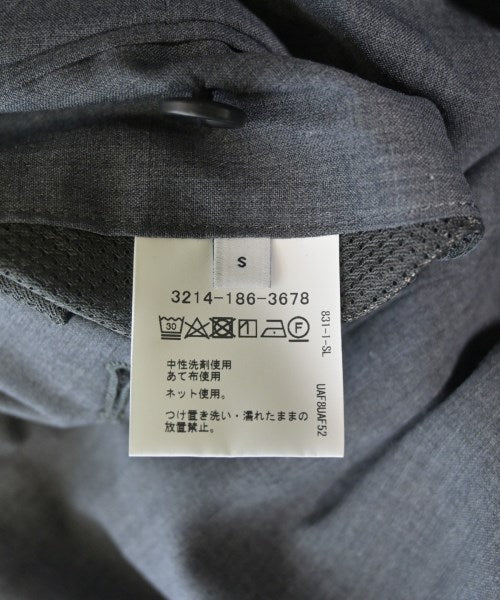 S
3214-186-3678
30
F
中性洗剤使用
あて布使用
ネット使用。
つけ置き洗い・濡れたままの
放置禁止。
831-1-SL
UAF8UAF52